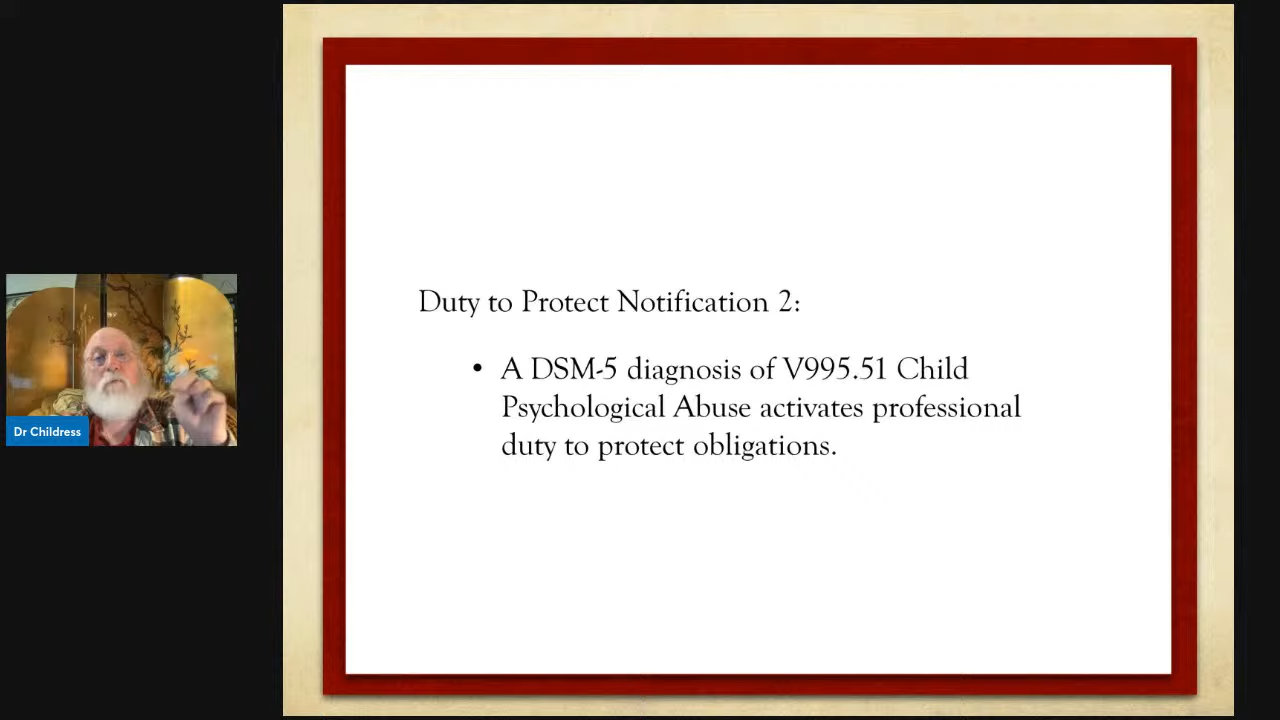 Duty to Protect Notification 2:
• A DSM-5 diagnosis of V995.51 Child
Psychological Abuse activates professional
duty to protect obligations.
Dr Childress